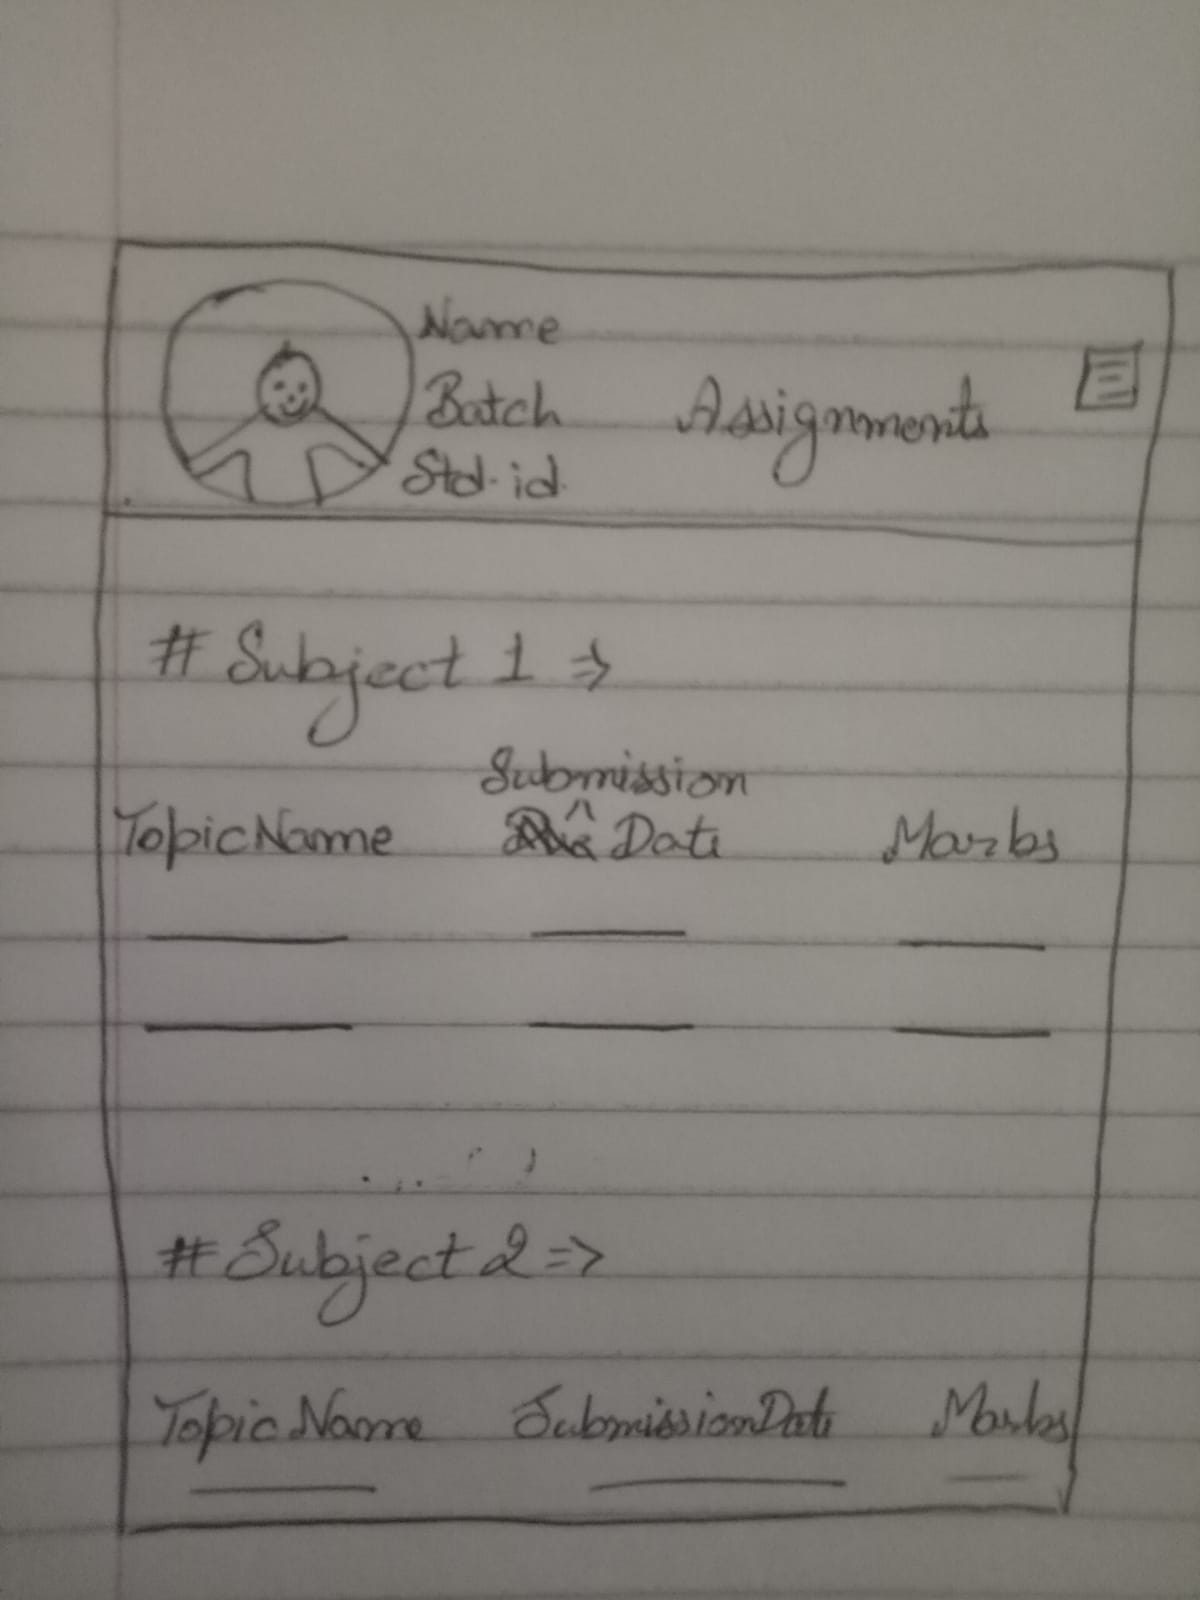 Name
Batch
Std. id.
Assignments
# Subject 1 =>
Submission
Topic Name Date Marks
# Subject 2 =>
Topic Name Submission Date Marks